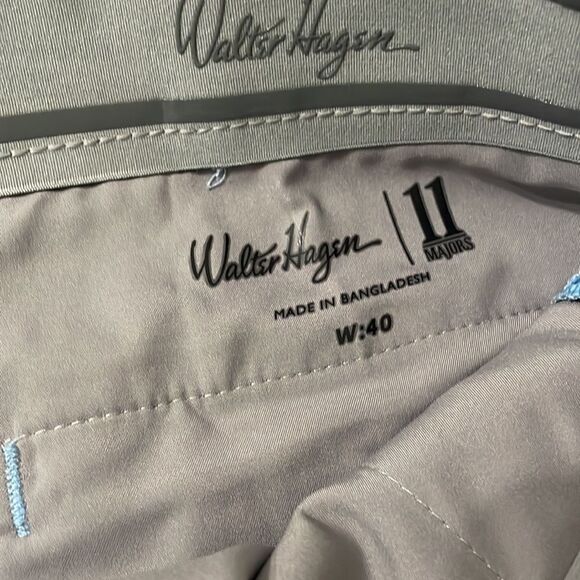 Walter Hagen
Walter Hagen | 11 MAJORS
MADE IN BANGLADESH
W:40